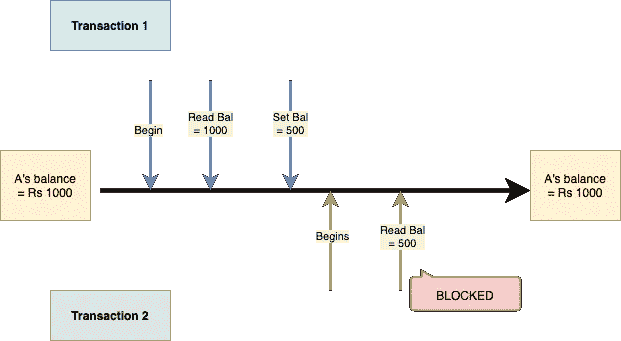 Transaction 1
Begin
Read Bal
= 1000
Set Bal
= 500
A's balance
= Rs 1000
A's balance
= Rs 1000
Begins
Read Bal
= 500
BLOCKED
Transaction 2